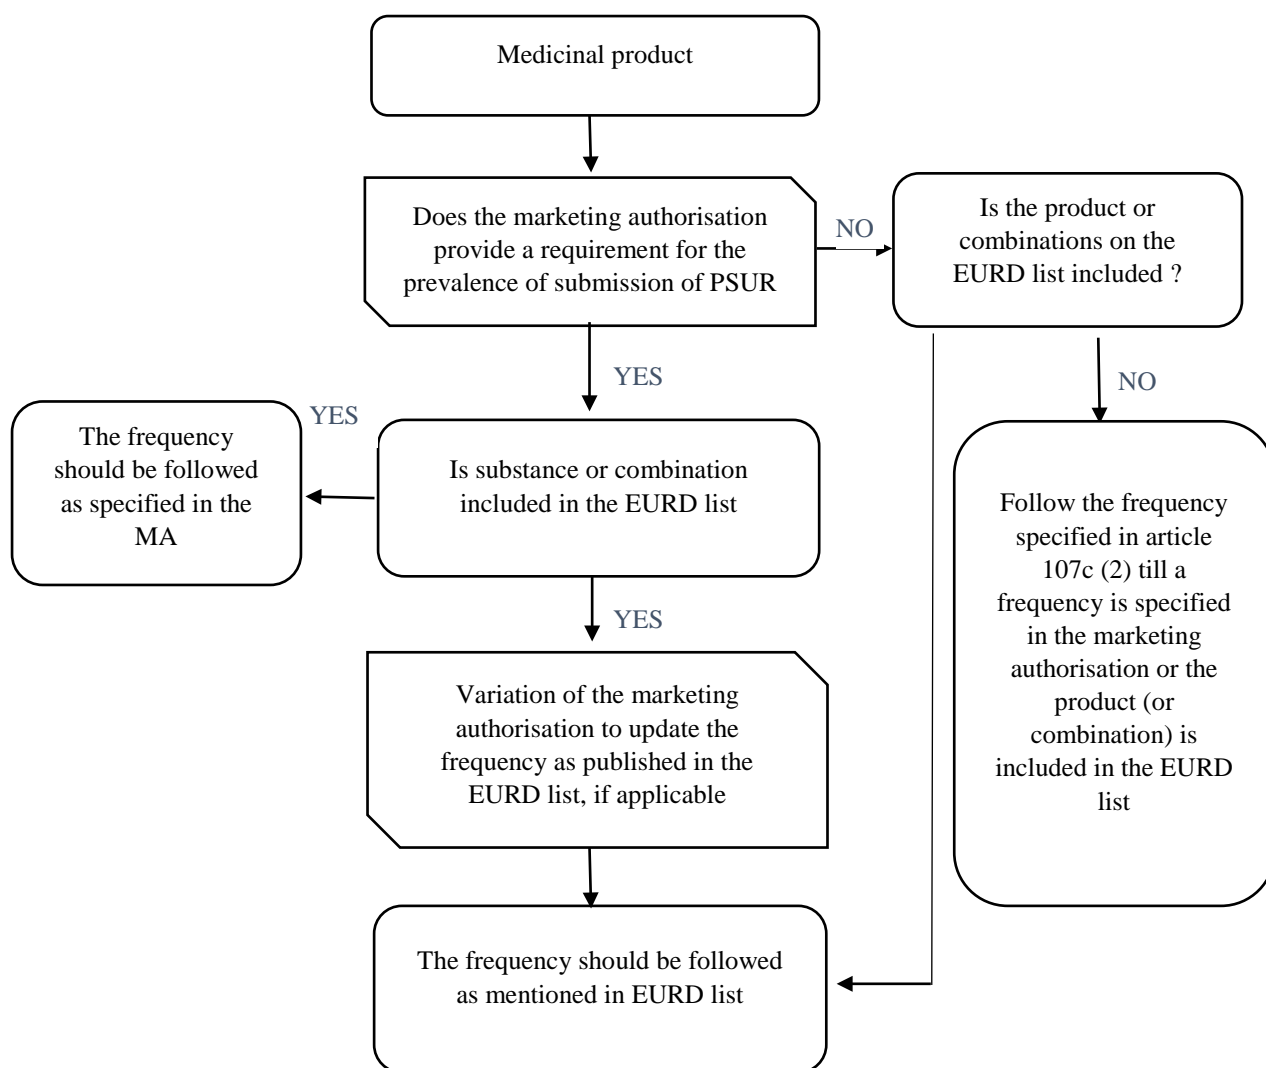 Medicinal product
Does the marketing authorisation
provide a requirement for the
prevalence of submission of PSUR
NO
Is the product or
combinations on the
EURD list included ?
YES
NO
YES
The frequency
should be followed
as specified in the
MA
Is substance or combination
included in the EURD list
Follow the frequency
specified in article
107c (2) till a
frequency is specified
in the marketing
authorisation or the
product (or
combination) is
included in the EURD
list
YES
Variation of the marketing
authorisation to update the
frequency as published in the
EURD list, if applicable
The frequency should be followed
as mentioned in EURD list